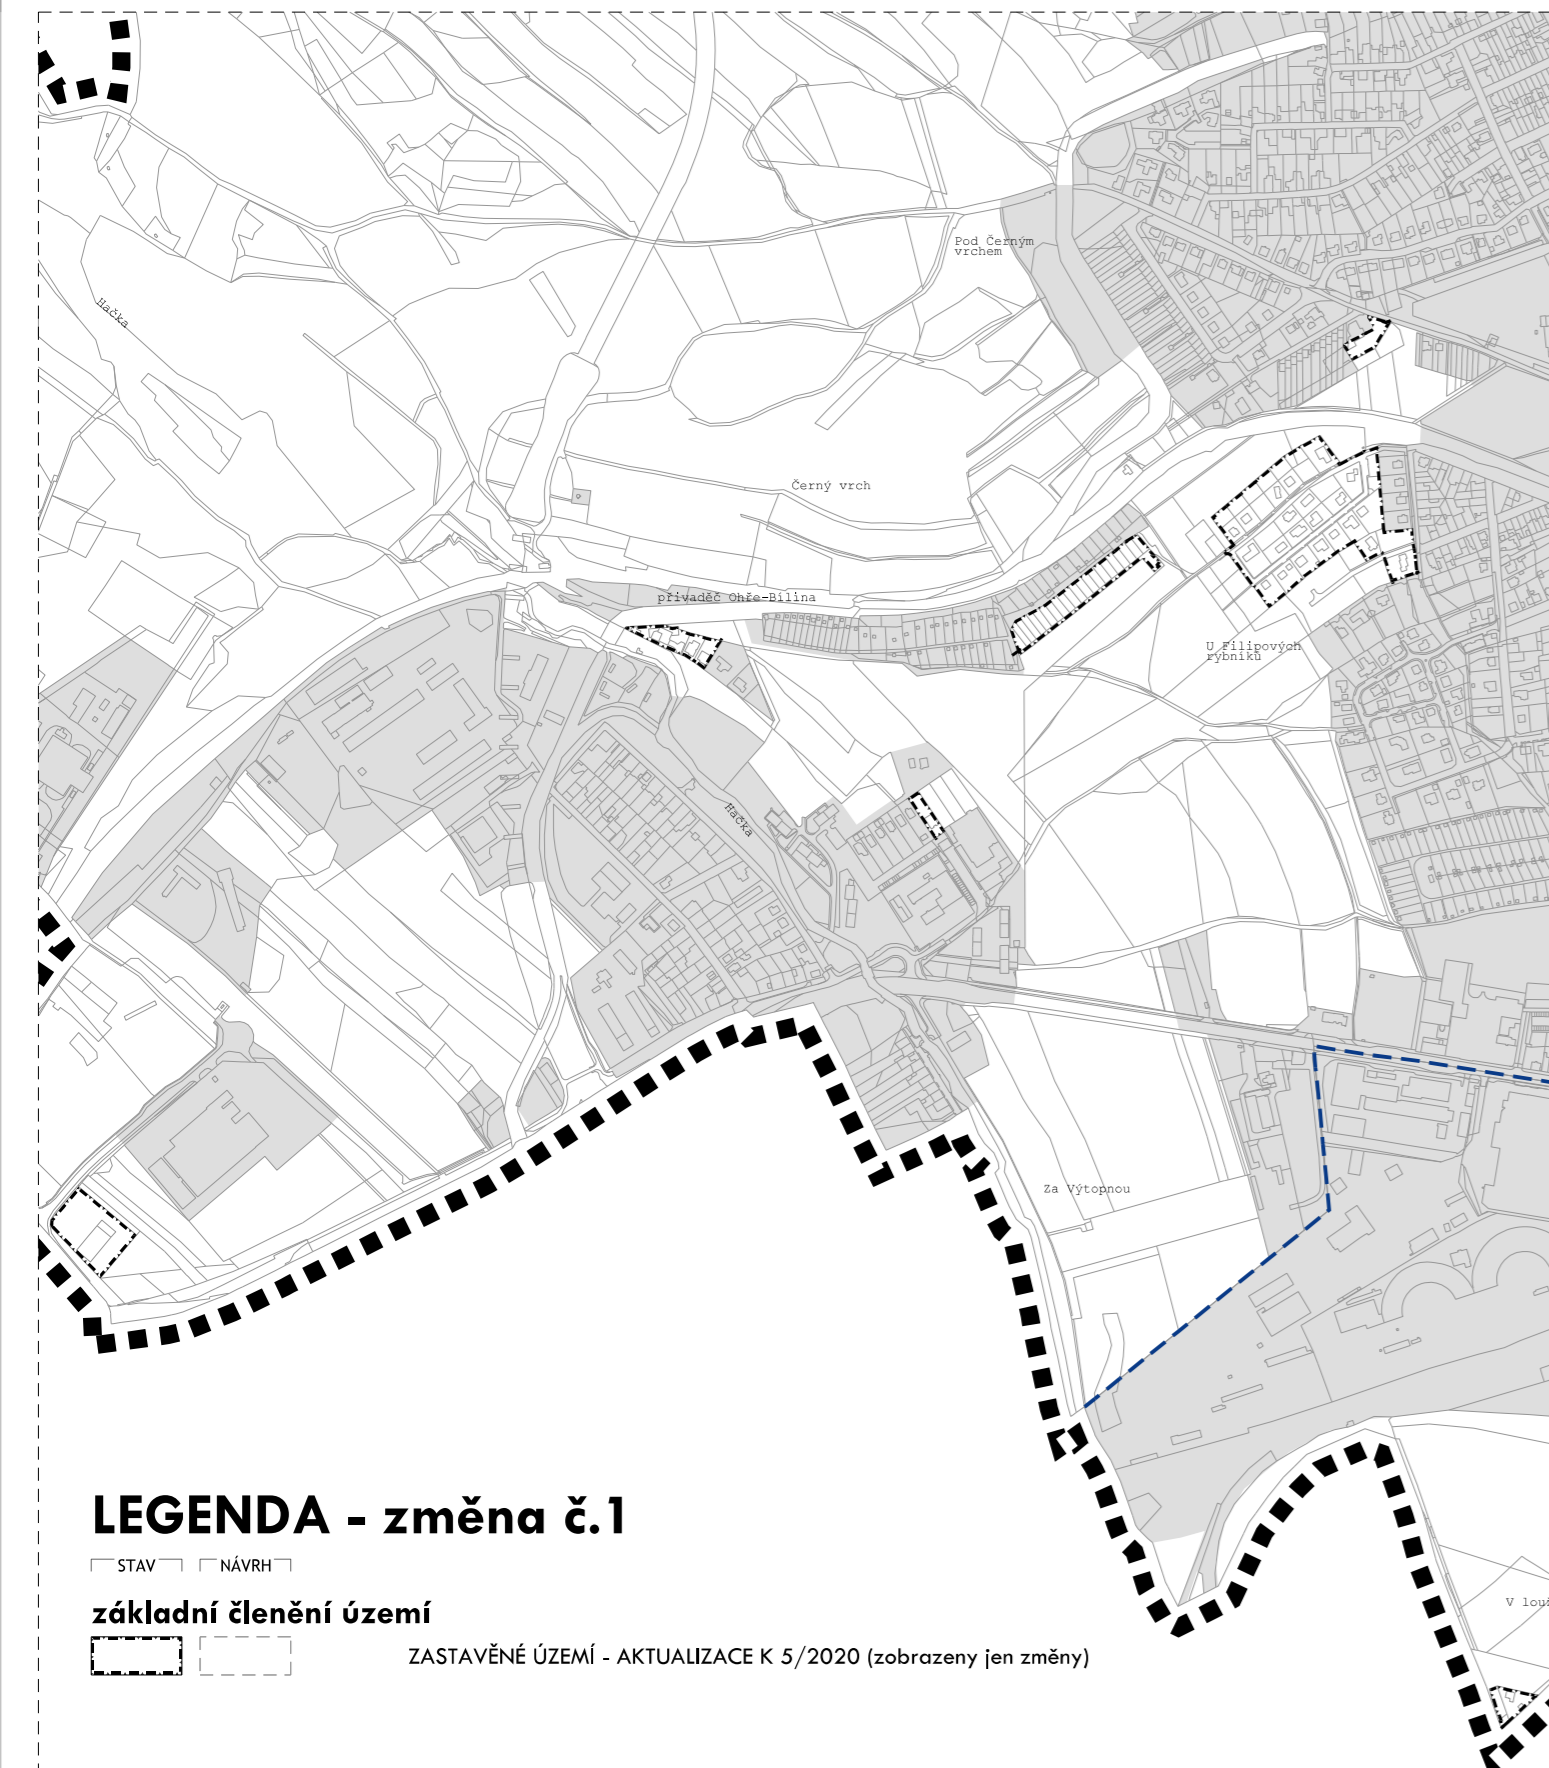 Pod Černým
vrchem
Hačka
Černý vrch
přivaděč Ohře-Bílina
U Filipových
rybníků
Hačka
Za Výtopnou
LEGENDA - změna č.1
STAV NÁVRH
základní členění území
V lou
ZASTAVĚNÉ ÚZEMÍ - AKTUALIZACE K 5/2020 (zobrazeny jen změny)